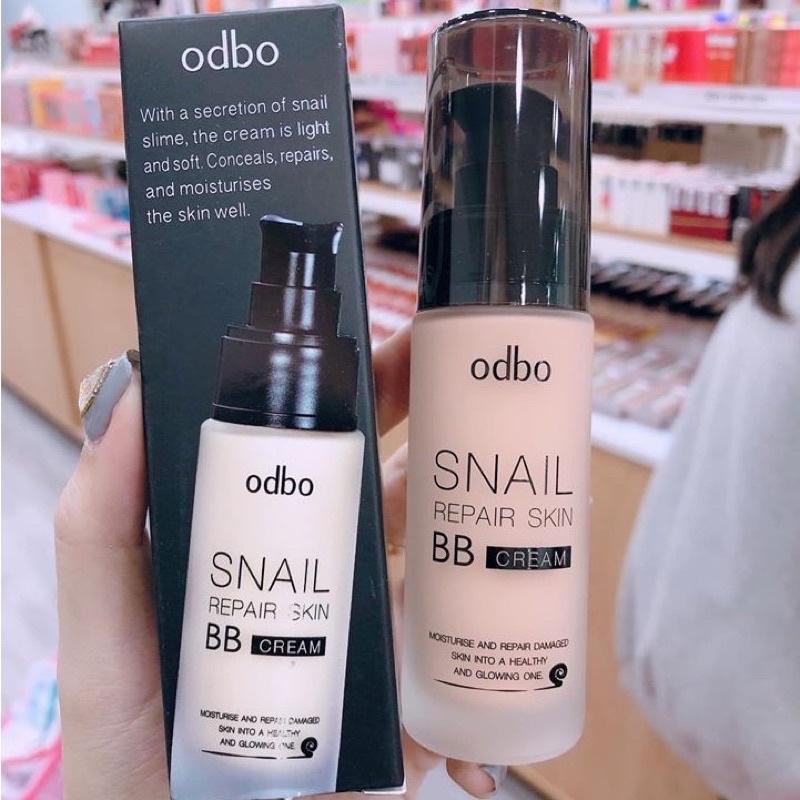 odbo
With a secretion of snail
slime, the cream is light
and soft. Conceals, repairs,
and moisturises
the skin well.
odbo
SNAIL
REPAIR SKIN
BB CREAM
MOISTURISE AND REPAIR DAMAGED
SKIN INTO A HEALTHY
AND GLOWING ONE.
odbo
SNAIL
REPAIR SKIN
BB CREAM
MOISTURISE AND REPAIR DAMAGED
SKIN INTO A HEALTHY
AND GLOWING ONE.